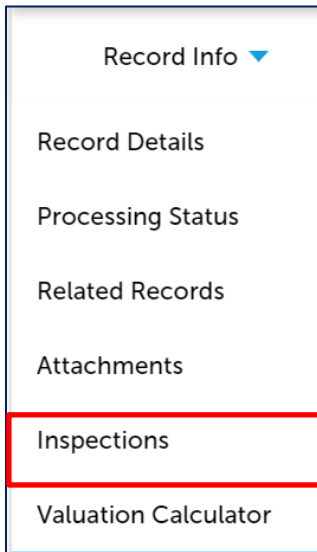 Record Info
Record Details
Processing Status
Related Records
Attachments
Inspections
Valuation Calculator